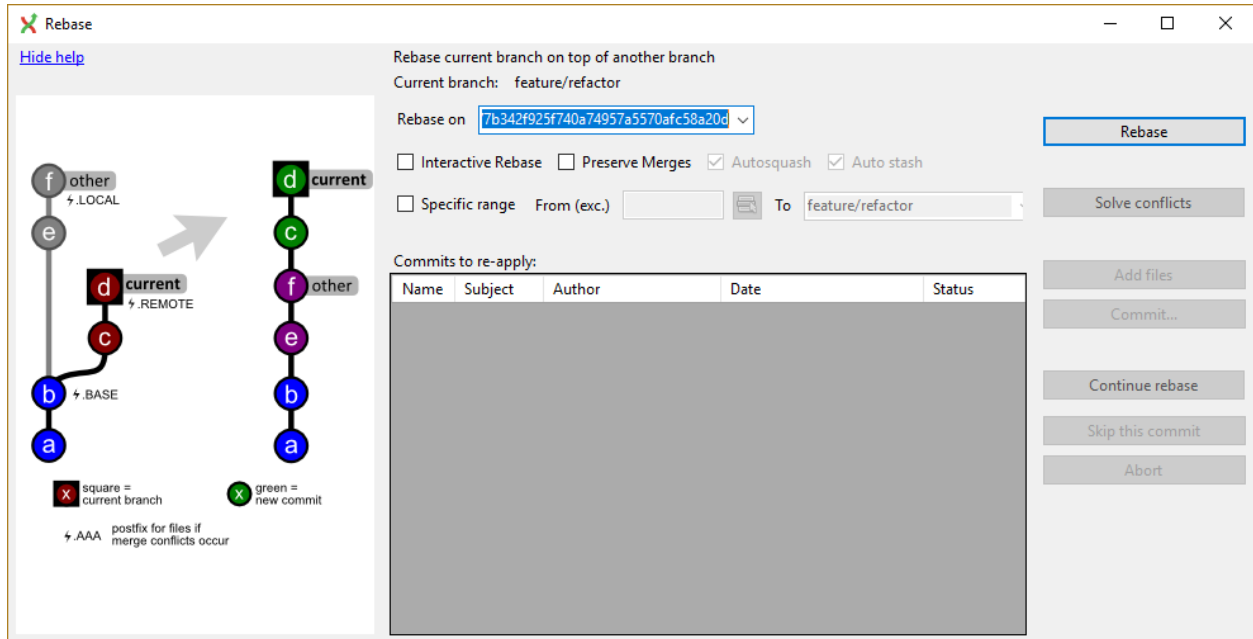 Rebase
Hide help
f other
⚡.LOCAL
e
d current
⚡.REMOTE
c
b ⚡.BASE
a
d current
c
f other
e
b
a
x square =
current branch
x green =
new commit
⚡.AAA postfix for files if
merge conflicts occur
Rebase current branch on top of another branch
Current branch: feature/refactor
Rebase on 7b342f925f740a74957a5570afc58a20d
Interactive Rebase Preserve Merges Autosquash Auto stash
Specific range From (exc.) To feature/refactor
Commits to re-apply:
Name Subject Author Date Status
Rebase
Solve conflicts
Add files
Commit...
Continue rebase
Skip this commit
Abort